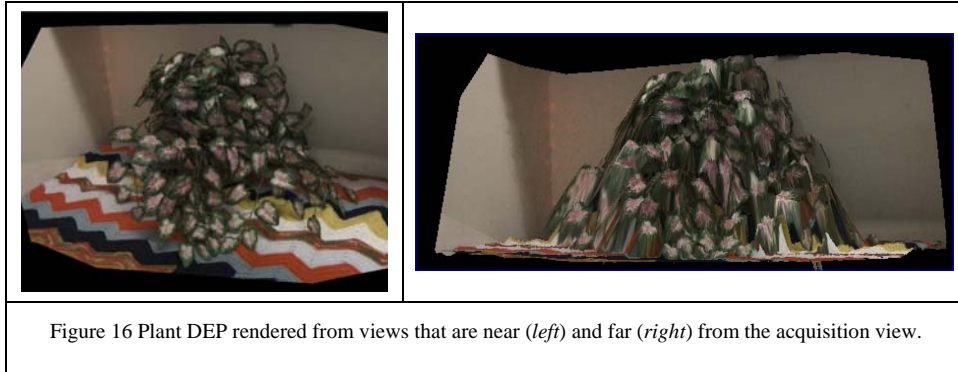 Figure 16 Plant DEP rendered from views that are near (left) and far (right) from the acquisition view.